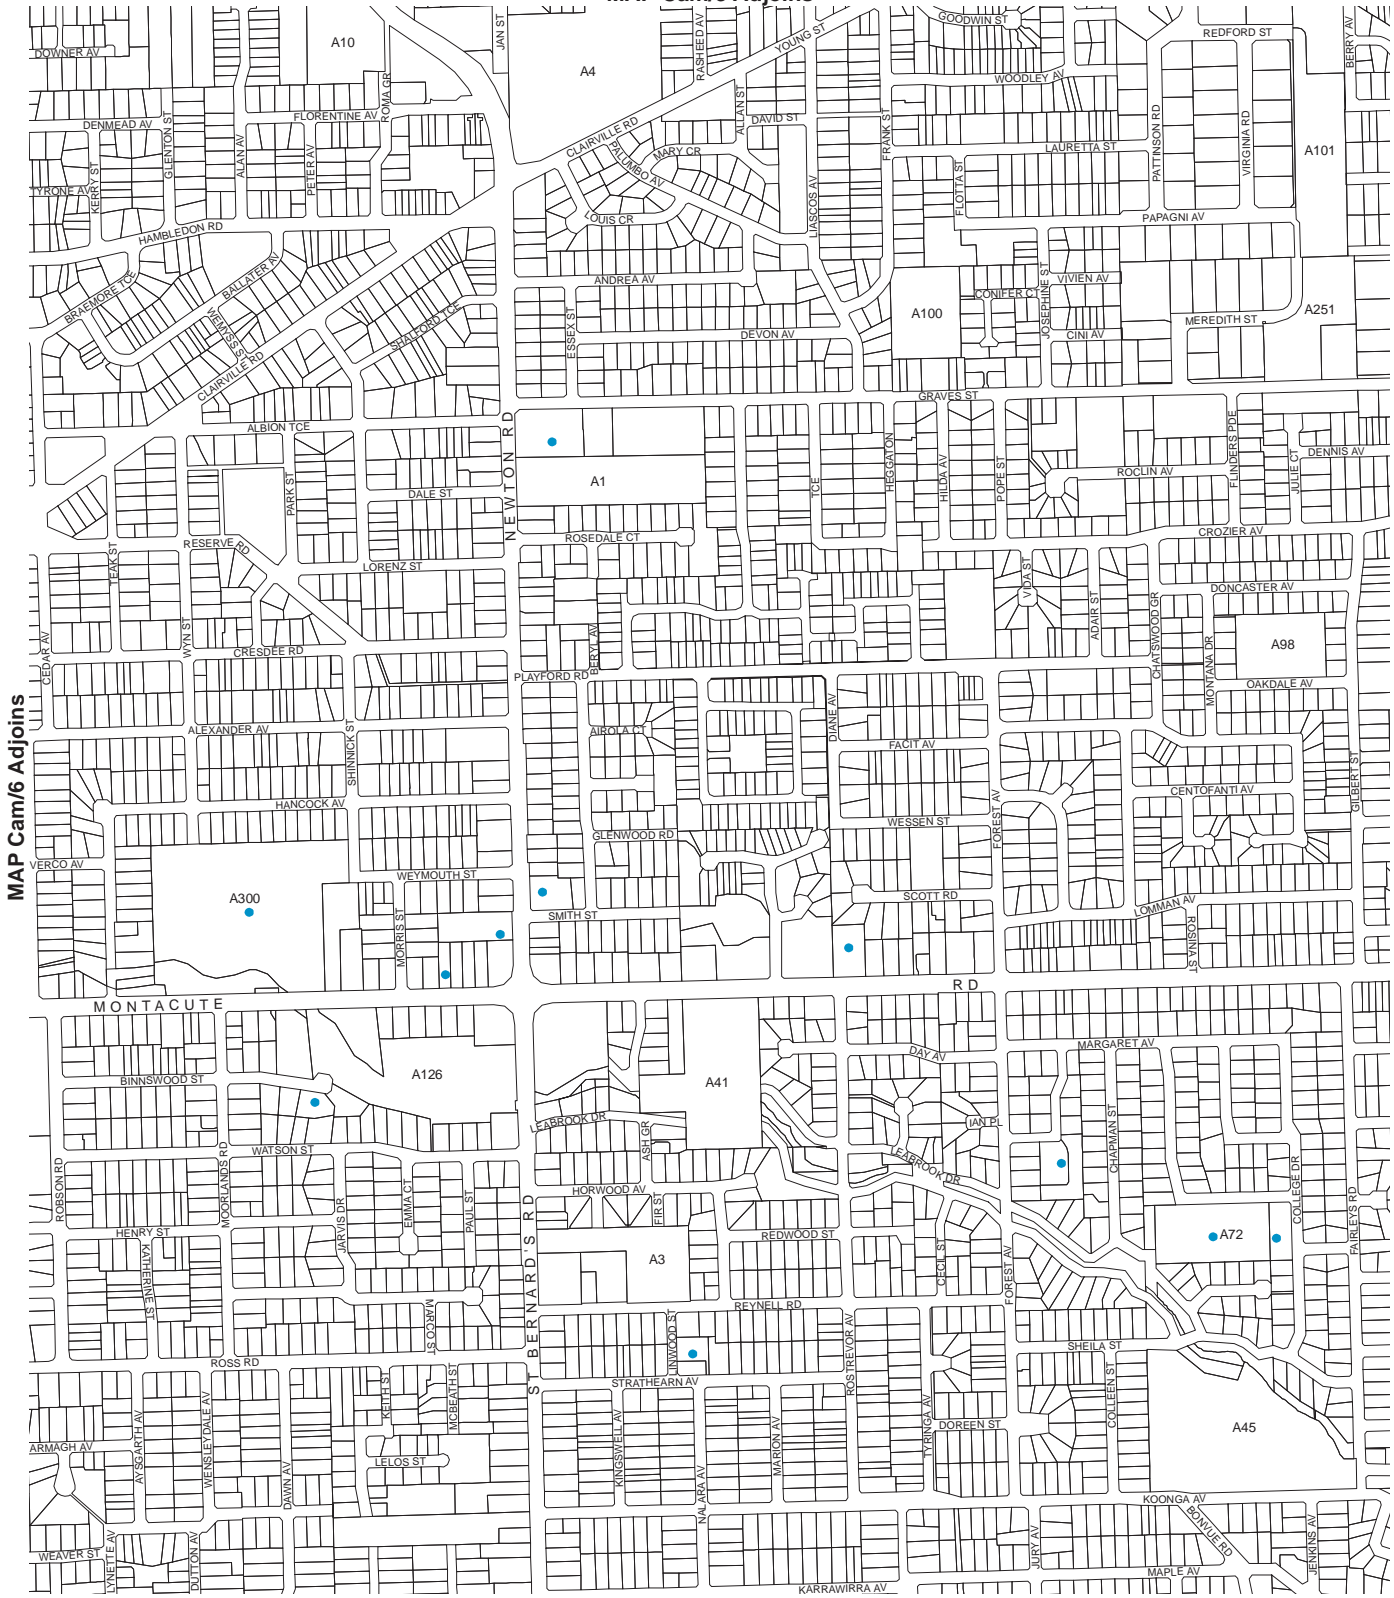 GOODWIN ST
REDFORD ST
BERRY AV
DOWNER AV
A10
JAN ST
RASHEED AV
YOUNG ST
A4
WOODLEY AV
ROMA GR
FLORENTINE AV
DENMEAD AV
GLENTON ST
ALAN AV
PETER AV
KERRY ST
TYRONE AV
ALLAN ST
DAVID ST
CLAIRVILLE RD
PALUMBO AV
MARY CR
FRANK ST
LAURETTA ST
PATTINSON RD
VIRGINIA RD
A101
FLOTTA ST
LIASCOS AV
LOUIS CR
PAPAGNI AV
HAMBLEDON RD
BALLATER AV
BRAEMORE TCE
WEMYSS ST
SHALFORD TCE
CLAIRVILLE RD
ANDREA AV
ESSEX ST
DEVON AV
VIVIEN AV
CONIFER CT
JOSEPHINE ST
A100
CINI AV
MEREDITH ST
A251
GRAVES ST
ALBION TCE
NEWTON RD
A1
PARK ST
DALE ST
TCE
HEGGATON
HILDA AV
POPE ST
ROCLIN AV
FLINDERS PDE
JULIE CT
DENNIS AV
CROZIER AV
ROSEDALE CT
RESERVE RD
TEAK ST
LORENZ ST
WYN ST
CEDAR AV
CRESDEE RD
BERYL AV
PLAYFORD RD
VIDA ST
ADAIR ST
CHATSWOOD GR
DONCASTER AV
MONTANA DR
A98
OAKDALE AV
MAP Cam/6 Adjoins
ALEXANDER AV
SHINNICK ST
AIROLA CT
DIANE AV
FACIT AV
GILBERT ST
HANCOCK AV
CENTOFANTI AV
FOREST AV
WESSEN ST
GLENWOOD RD
VERCO AV
WEYMOUTH ST
A300
MORRIS ST
SMITH ST
SCOTT RD
LOMMAN AV
ROSINA ST
MONTACUTE
RD
MARGARET AV
DAY AV
BINNSWOOD ST
A126
A41
LEABROOK DR
ASH GR
IAN PL
CHAPMAN ST
WATSON ST
MOORLANDS RD
ROBSON RD
LEABROOK DR
HORWOOD AV
FIR ST
COLLEGE DR
FAIRLEYS RD
JARVIS DR
EMMA CT
PAUL ST
HENRY ST
KATHERINE ST
REDWOOD ST
A3
CECIL ST
FOREST AV
A72
ST BERNARD'S RD
MARCO ST
REYNELL RD
LINWOOD ST
ROSTREVOR AV
SHEILA ST
ROSS RD
STRATHEARN AV
KEITH ST
MCBEATH ST
COLLEEN ST
AYSGARTH AV
WENSLEYDALE AV
DAWN AV
KINGSWELL AV
NALARA AV
MARION AV
TYRINGA AV
DOREEN ST
A45
ARMAGH AV
LELOS ST
KOONGA AV
BONVUE RD
JENKINS AV
JURY AV
WEAVER ST
LYNETTE AV
DUTTON AV
MAPLE AV
KARRAWIRRA AV